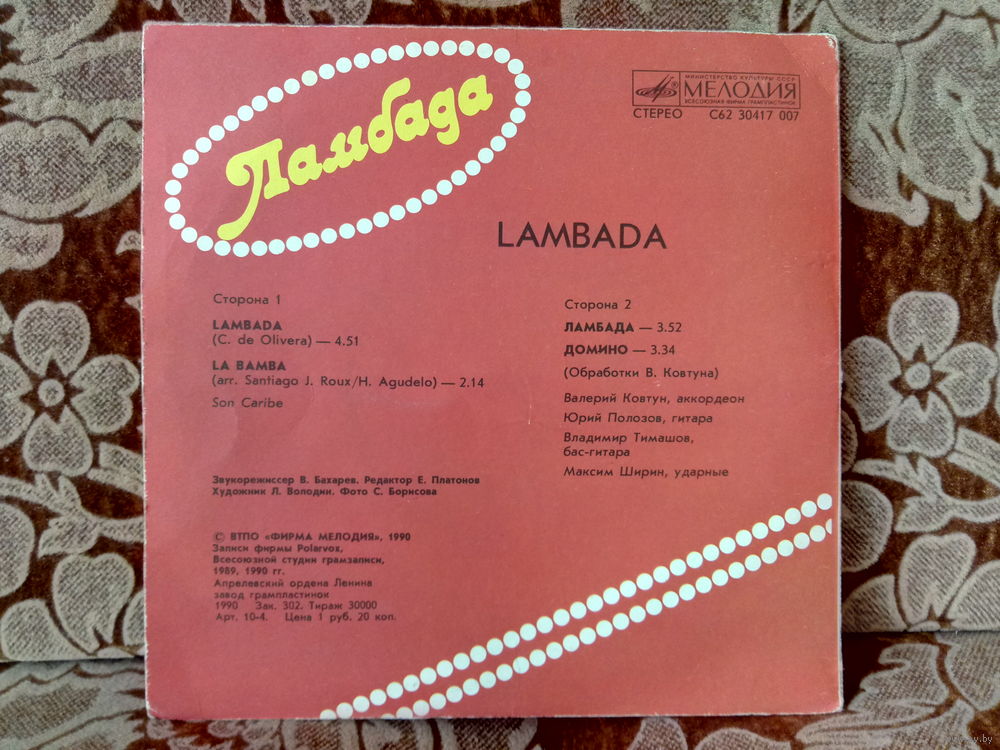 Ламбада
МИНИСТЕРСТВО КУЛЬТУРЫ СССР
МЕЛОДИЯ
ВСЕСОЮЗНАЯ ФИРМА ГРАМПЛАСТИНОК
СТЕРЕО С62 30417 007
LAMBADA
Сторона 1
LAMBADA
(C. de Olivera) — 4.51
LA BAMBA
(arr. Santiago J. Roux/H. Agudelo) — 2.14
Son Caribe
Сторона 2
ЛАМБАДА — 3.52
ДОМИНО — 3.34
(Обработки В. Ковтуна)
Валерий Ковтун, аккордеон
Юрий Полозов, гитара
Владимир Тимашов,
бас-гитара
Максим Ширин, ударные
Звукорежиссер В. Бахарев. Редактор Е. Платонов
Художник Л. Володин. Фото С. Борисова
© ВТПО «ФИРМА МЕЛОДИЯ», 1990
Записи фирмы Polarvox,
Всесоюзной студии грамзаписи,
1989, 1990 гг.
Апрелевский ордена Ленина
завод грампластинок
1990 Зак. 302. Тираж 30000
Арт. 10-4. Цена 1 руб. 20 коп.